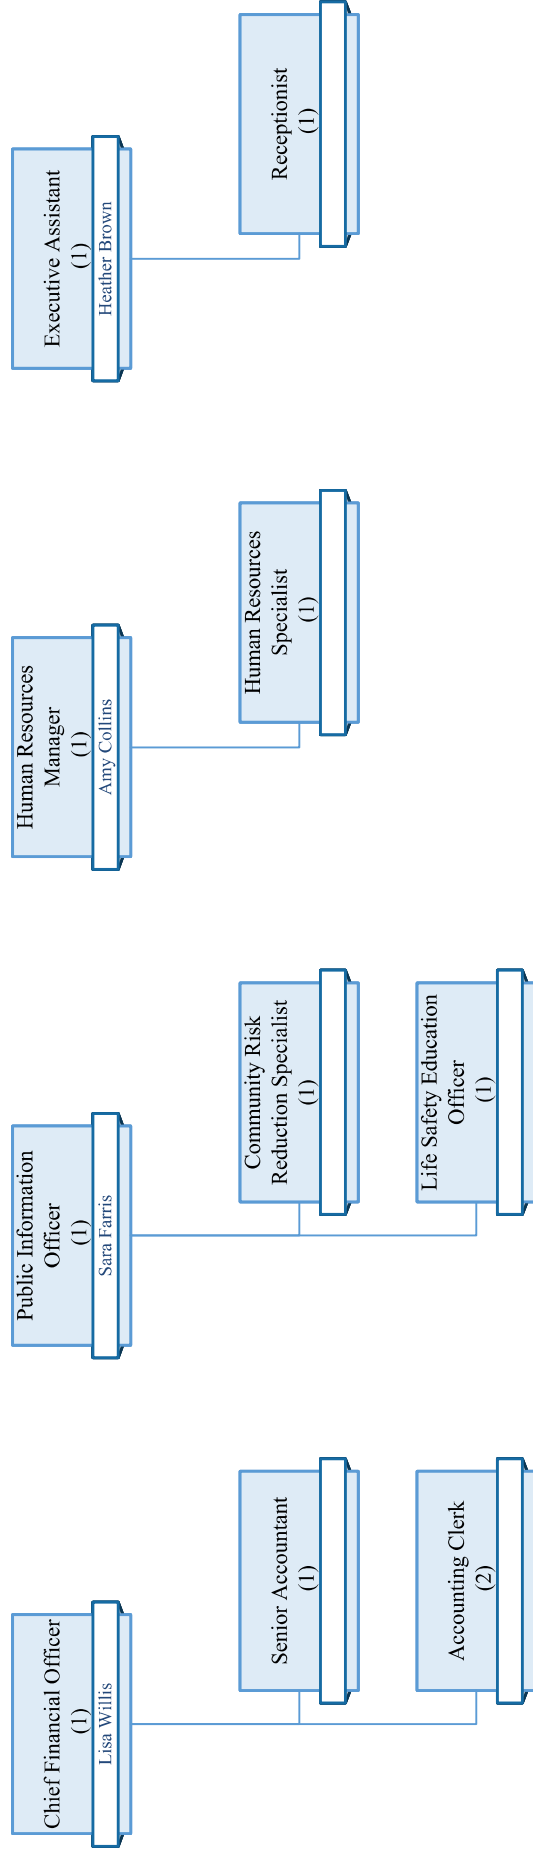 Chief Financial Officer
(1)
Lisa Willis
Senior Accountant
(1)
Accounting Clerk
(2)
Public Information
Officer
(1)
Sara Farris
Community Risk
Reduction Specialist
(1)
Life Safety Education
Officer
(1)
Human Resources
Manager
(1)
Amy Collins
Human Resources
Specialist
(1)
Executive Assistant
(1)
Heather Brown
Receptionist
(1)